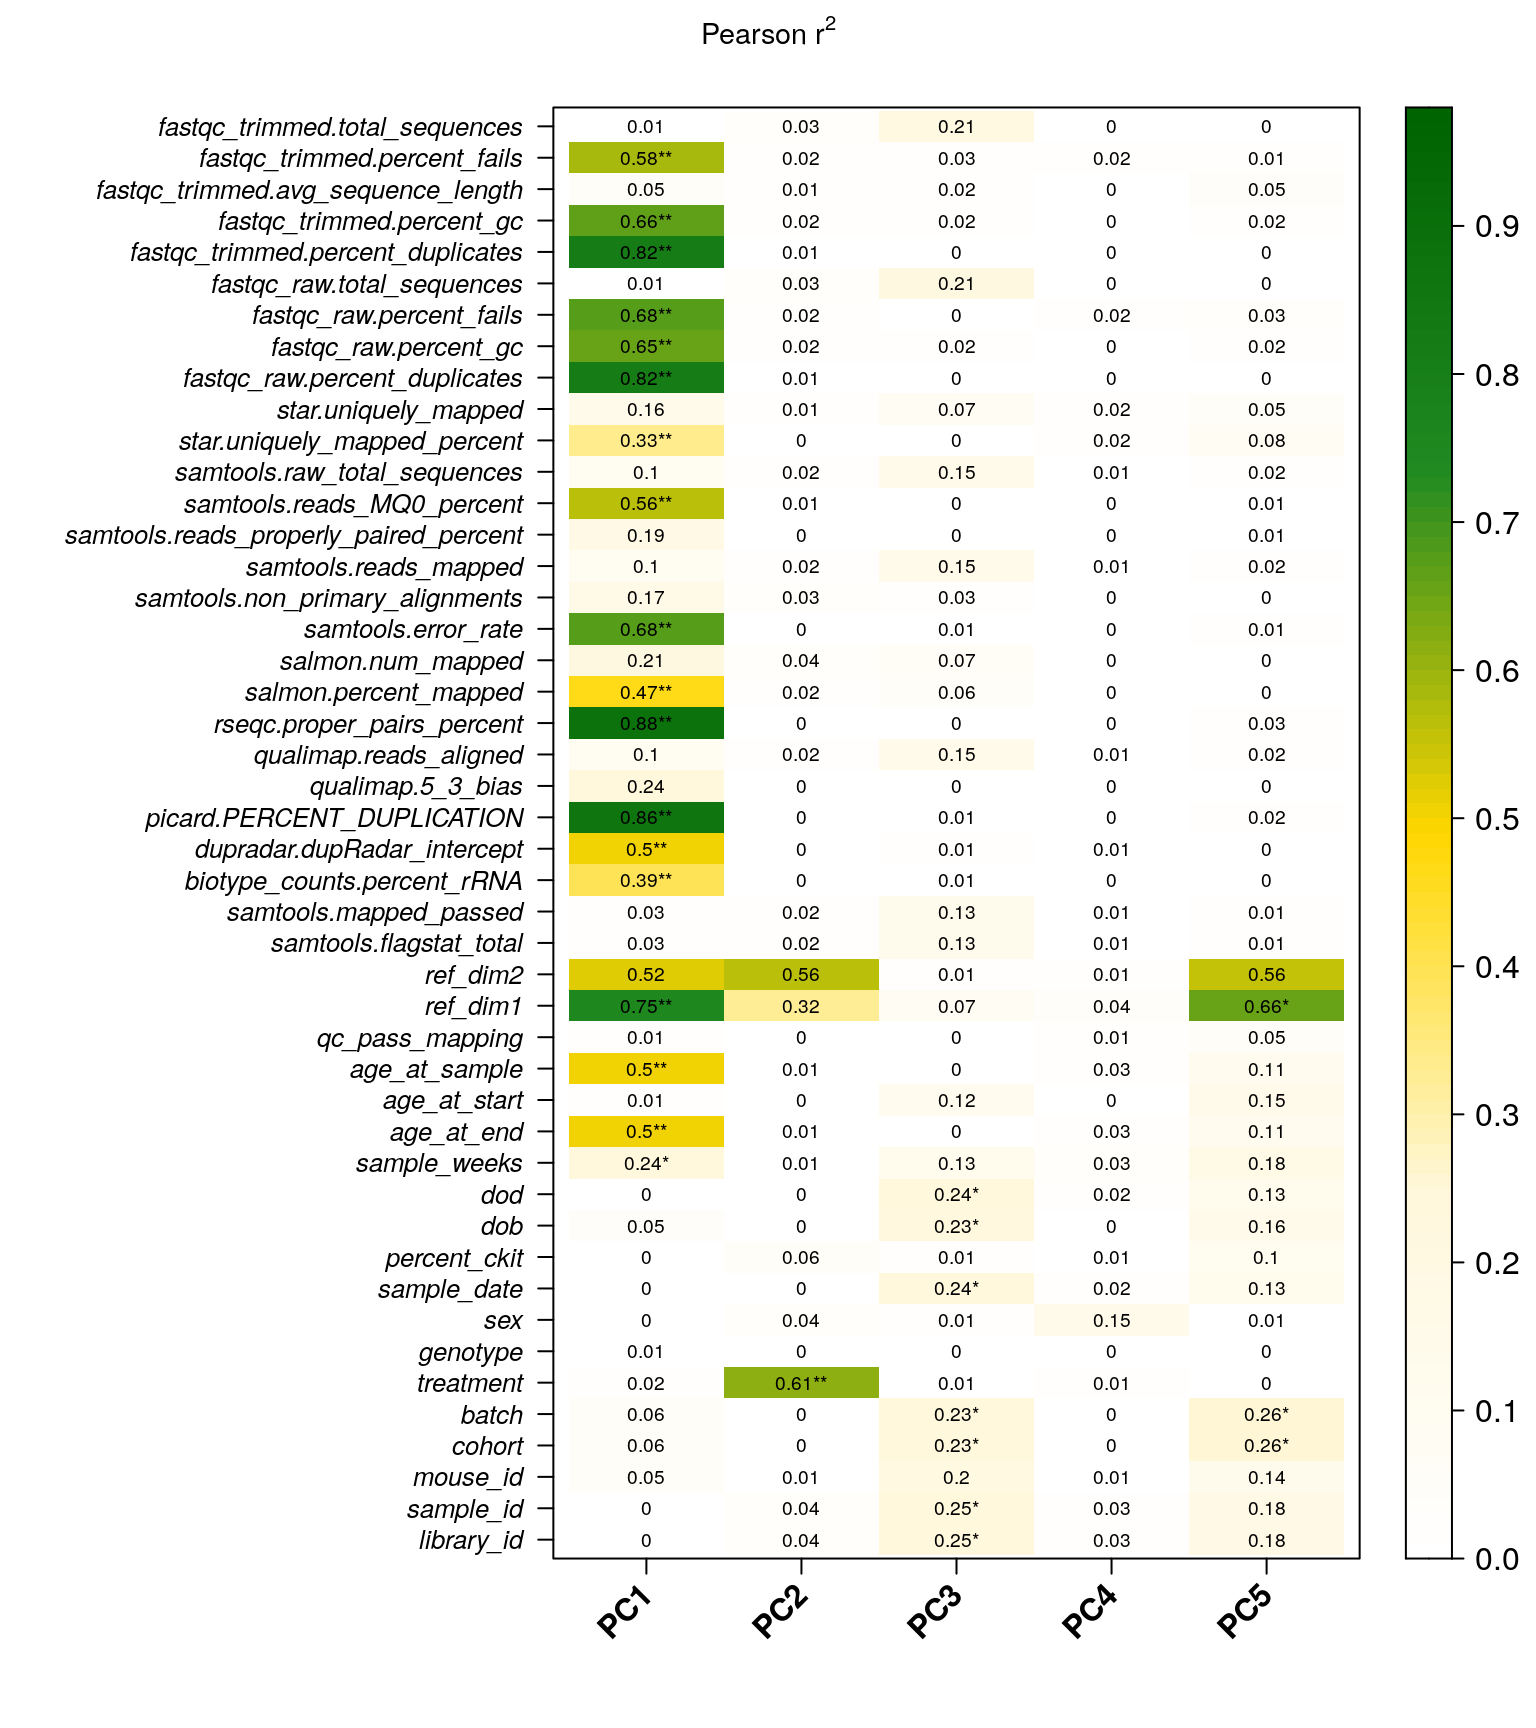 Pearson r²
fastqc_trimmed.total_sequences 0.01 0.03 0.21 0 0
fastqc_trimmed.percent_fails 0.58** 0.02 0.03 0.02 0.01
0.9
fastqc_trimmed.avg_sequence_length 0.05 0.01 0.02 0 0.05
fastqc_trimmed.percent_gc 0.66** 0.02 0.02 0 0.02
fastqc_trimmed.percent_duplicates 0.82** 0.01 0 0 0
fastqc_raw.total_sequences 0.01 0.03 0.21 0 0
fastqc_raw.percent_fails 0.68** 0.02 0 0.02 0.03
fastqc_raw.percent_gc 0.65** 0.02 0.02 0 0.02
0.8
fastqc_raw.percent_duplicates 0.82** 0.01 0 0 0
star.uniquely_mapped 0.16 0.01 0.07 0.02 0.05
star.uniquely_mapped_percent 0.33** 0 0 0.02 0.08
samtools.raw_total_sequences 0.1 0.02 0.15 0.01 0.02
samtools.reads_MQ0_percent 0.56** 0.01 0 0 0.01
0.7
samtools.reads_properly_paired_percent 0.19 0 0 0 0.01
samtools.reads_mapped 0.1 0.02 0.15 0.01 0.02
samtools.non_primary_alignments 0.17 0.03 0.03 0 0
samtools.error_rate 0.68** 0 0.01 0 0.01
salmon.num_mapped 0.21 0.04 0.07 0 0
0.6
salmon.percent_mapped 0.47** 0.02 0.06 0 0
rseqc.proper_pairs_percent 0.88** 0 0 0 0.03
qualimap.reads_aligned 0.1 0.02 0.15 0.01 0.02
qualimap.5_3_bias 0.24 0 0 0 0
picard.PERCENT_DUPLICATION 0.86** 0 0.01 0 0.02
0.5
dupradar.dupRadar_intercept 0.5** 0 0.01 0.01 0
biotype_counts.percent_rRNA 0.39** 0 0.01 0 0
samtools.mapped_passed 0.03 0.02 0.13 0.01 0.01
samtools.flagstat_total 0.03 0.02 0.13 0.01 0.01
0.4
ref_dim2 0.52 0.56 0.01 0.01 0.56
ref_dim1 0.75** 0.32 0.07 0.04 0.66*
qc_pass_mapping 0.01 0 0 0.01 0.05
age_at_sample 0.5** 0.01 0 0.03 0.11
age_at_start 0.01 0 0.12 0 0.15
0.3
age_at_end 0.5** 0.01 0 0.03 0.11
sample_weeks 0.24* 0.01 0.13 0.03 0.18
dod 0 0 0.24* 0.02 0.13
dob 0.05 0 0.23* 0 0.16
percent_ckit 0 0.06 0.01 0.01 0.1
0.2
sample_date 0 0 0.24* 0.02 0.13
sex 0 0.04 0.01 0.15 0.01
genotype 0.01 0 0 0 0
treatment 0.02 0.61** 0.01 0.01 0
0.1
batch 0.06 0 0.23* 0 0.26*
cohort 0.06 0 0.23* 0 0.26*
mouse_id 0.05 0.01 0.2 0.01 0.14
sample_id 0 0.04 0.25* 0.03 0.18
library_id 0 0.04 0.25* 0.03 0.18
0.0
PC1 PC2 PC3 PC4 PC5